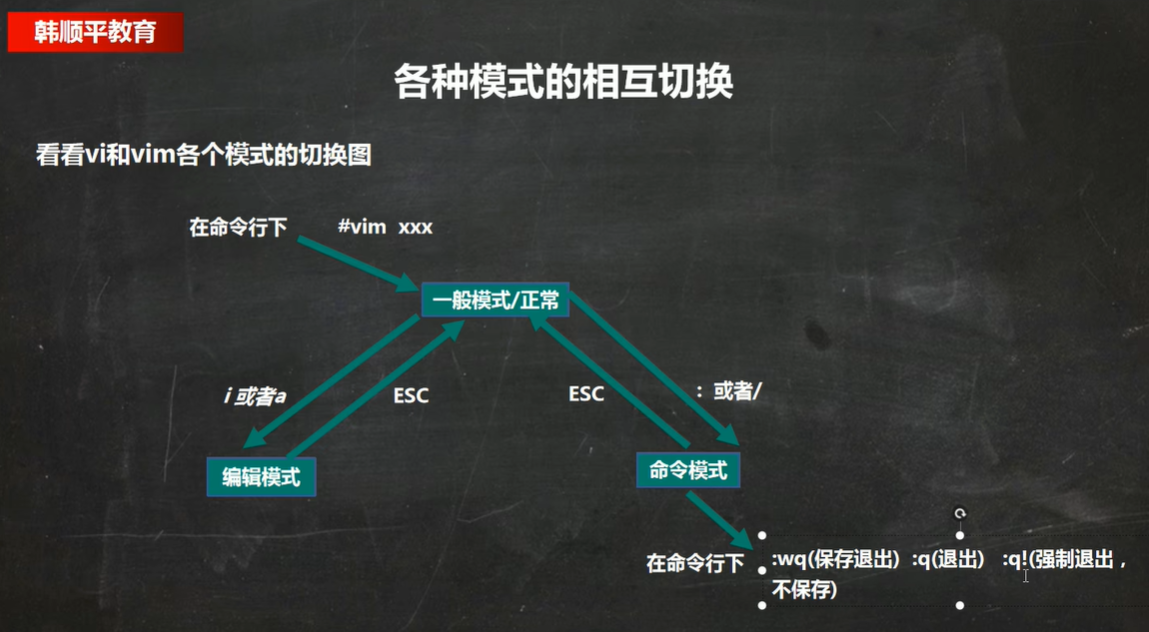 韩顺平教育
各种模式的相互切换
看看vi和vim各个模式的切换图
在命令行下 #vim xxx
一般模式/正常
i 或者a
ESC
ESC
: 或者/
编辑模式
命令模式
在命令行下
:wq(保存退出) :q(退出) :q!(强制退出，
不保存)